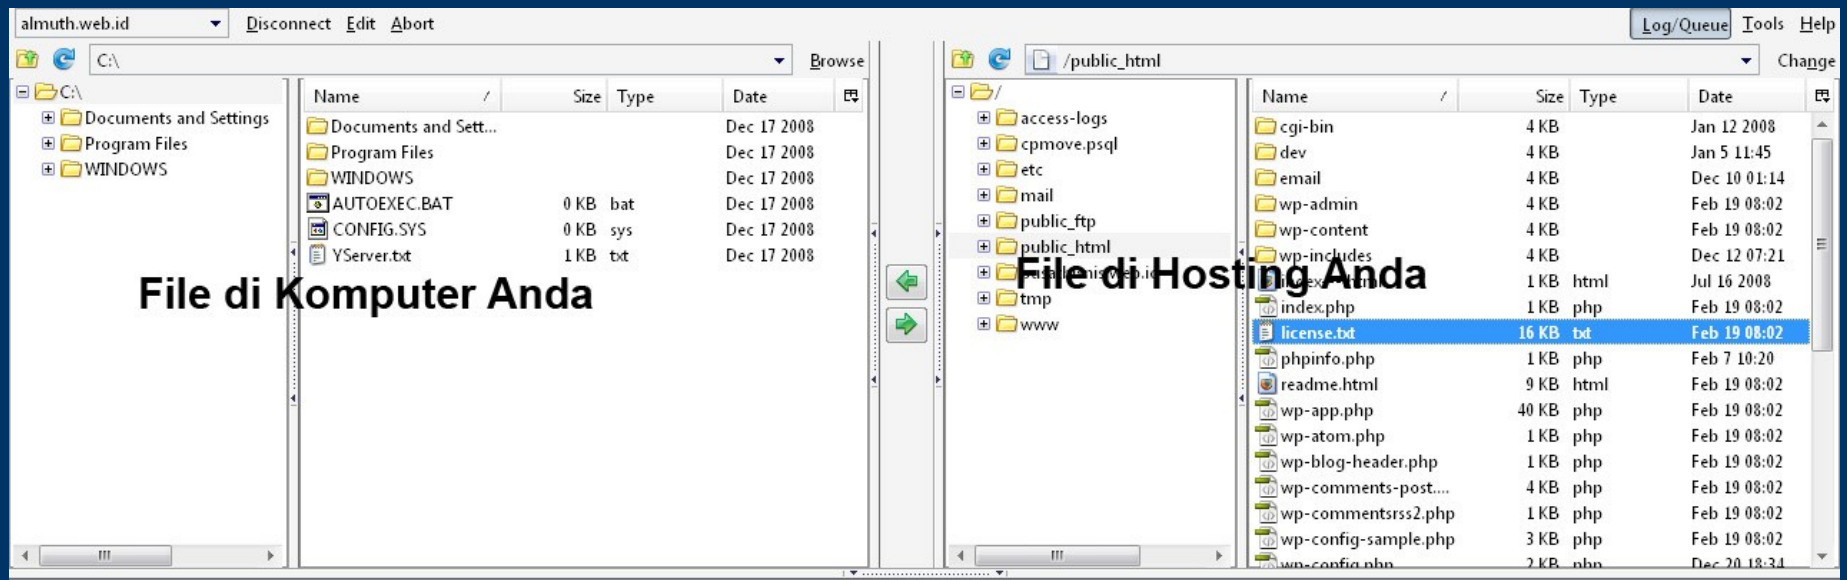 almuth.web.id Disconnect Edit Abort Log/Queue Tools Help
C:\ Browse
/public_html Change
C:\
Documents and Settings
Program Files
WINDOWS
Name / Size Type Date
Documents and Sett... Dec 17 2008
Program Files Dec 17 2008
WINDOWS Dec 17 2008
AUTOEXEC.BAT 0 KB bat Dec 17 2008
CONFIG.SYS 0 KB sys Dec 17 2008
YServer.txt 1 KB txt Dec 17 2008
File di Komputer Anda
/
access-logs
cpmove.psql
etc
mail
public_ftp
public_html
tmp
www
File di Hosting Anda
Name / Size Type Date
cgi-bin 4 KB Jan 12 2008
dev 4 KB Jan 5 11:45
email 4 KB Dec 10 01:14
wp-admin 4 KB Feb 19 08:02
wp-content 4 KB Feb 19 08:02
wp-includes 4 KB Dec 12 07:21
1 KB html Jul 16 2008
index.php 1 KB php Feb 19 08:02
license.txt 16 KB txt Feb 19 08:02
phpinfo.php 1 KB php Feb 7 10:20
readme.html 9 KB html Feb 19 08:02
wp-app.php 40 KB php Feb 19 08:02
wp-atom.php 1 KB php Feb 19 08:02
wp-blog-header.php 1 KB php Feb 19 08:02
wp-comments-post.... 4 KB php Feb 19 08:02
wp-commentsrss2.php 1 KB php Feb 19 08:02
wp-config-sample.php 3 KB php Feb 19 08:02
wp-config.php 2 KB php Dec 20 18:34